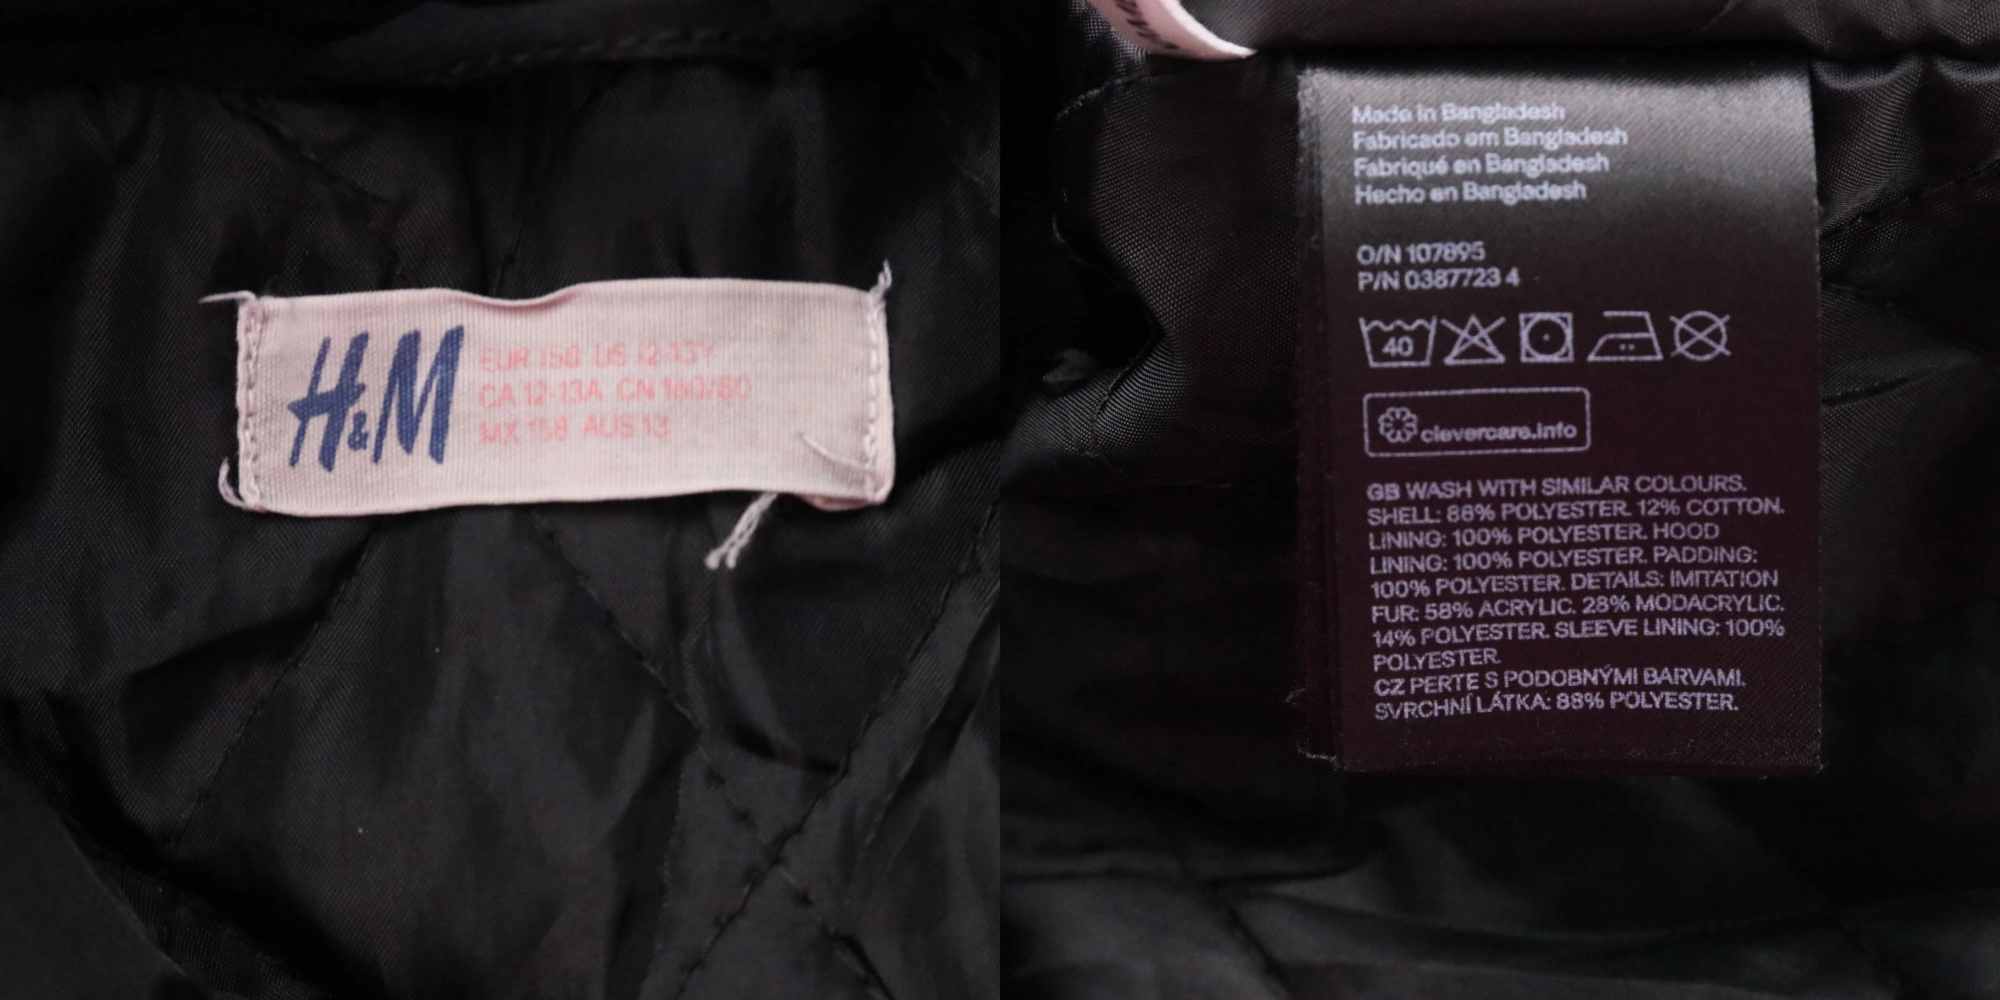 H&M
EUR 158 US 12-13Y
CA 12-13A CN 160/80
MX 158 AUS 13
Made in Bangladesh
Fabricado em Bangladesh
Fabriqué en Bangladesh
Hecho en Bangladesh
O/N 107895
P/N 0387723 4
40
clevercare.info
GB WASH WITH SIMILAR COLOURS.
SHELL: 88% POLYESTER. 12% COTTON.
LINING: 100% POLYESTER. HOOD
LINING: 100% POLYESTER. PADDING:
100% POLYESTER. DETAILS: IMITATION
FUR: 58% ACRYLIC. 28% MODACRYLIC.
14% POLYESTER. SLEEVE LINING: 100%
POLYESTER.
CZ PERTE S PODOBNÝMI BARVAMI.
SVRCHNÍ LÁTKA: 88% POLYESTER.